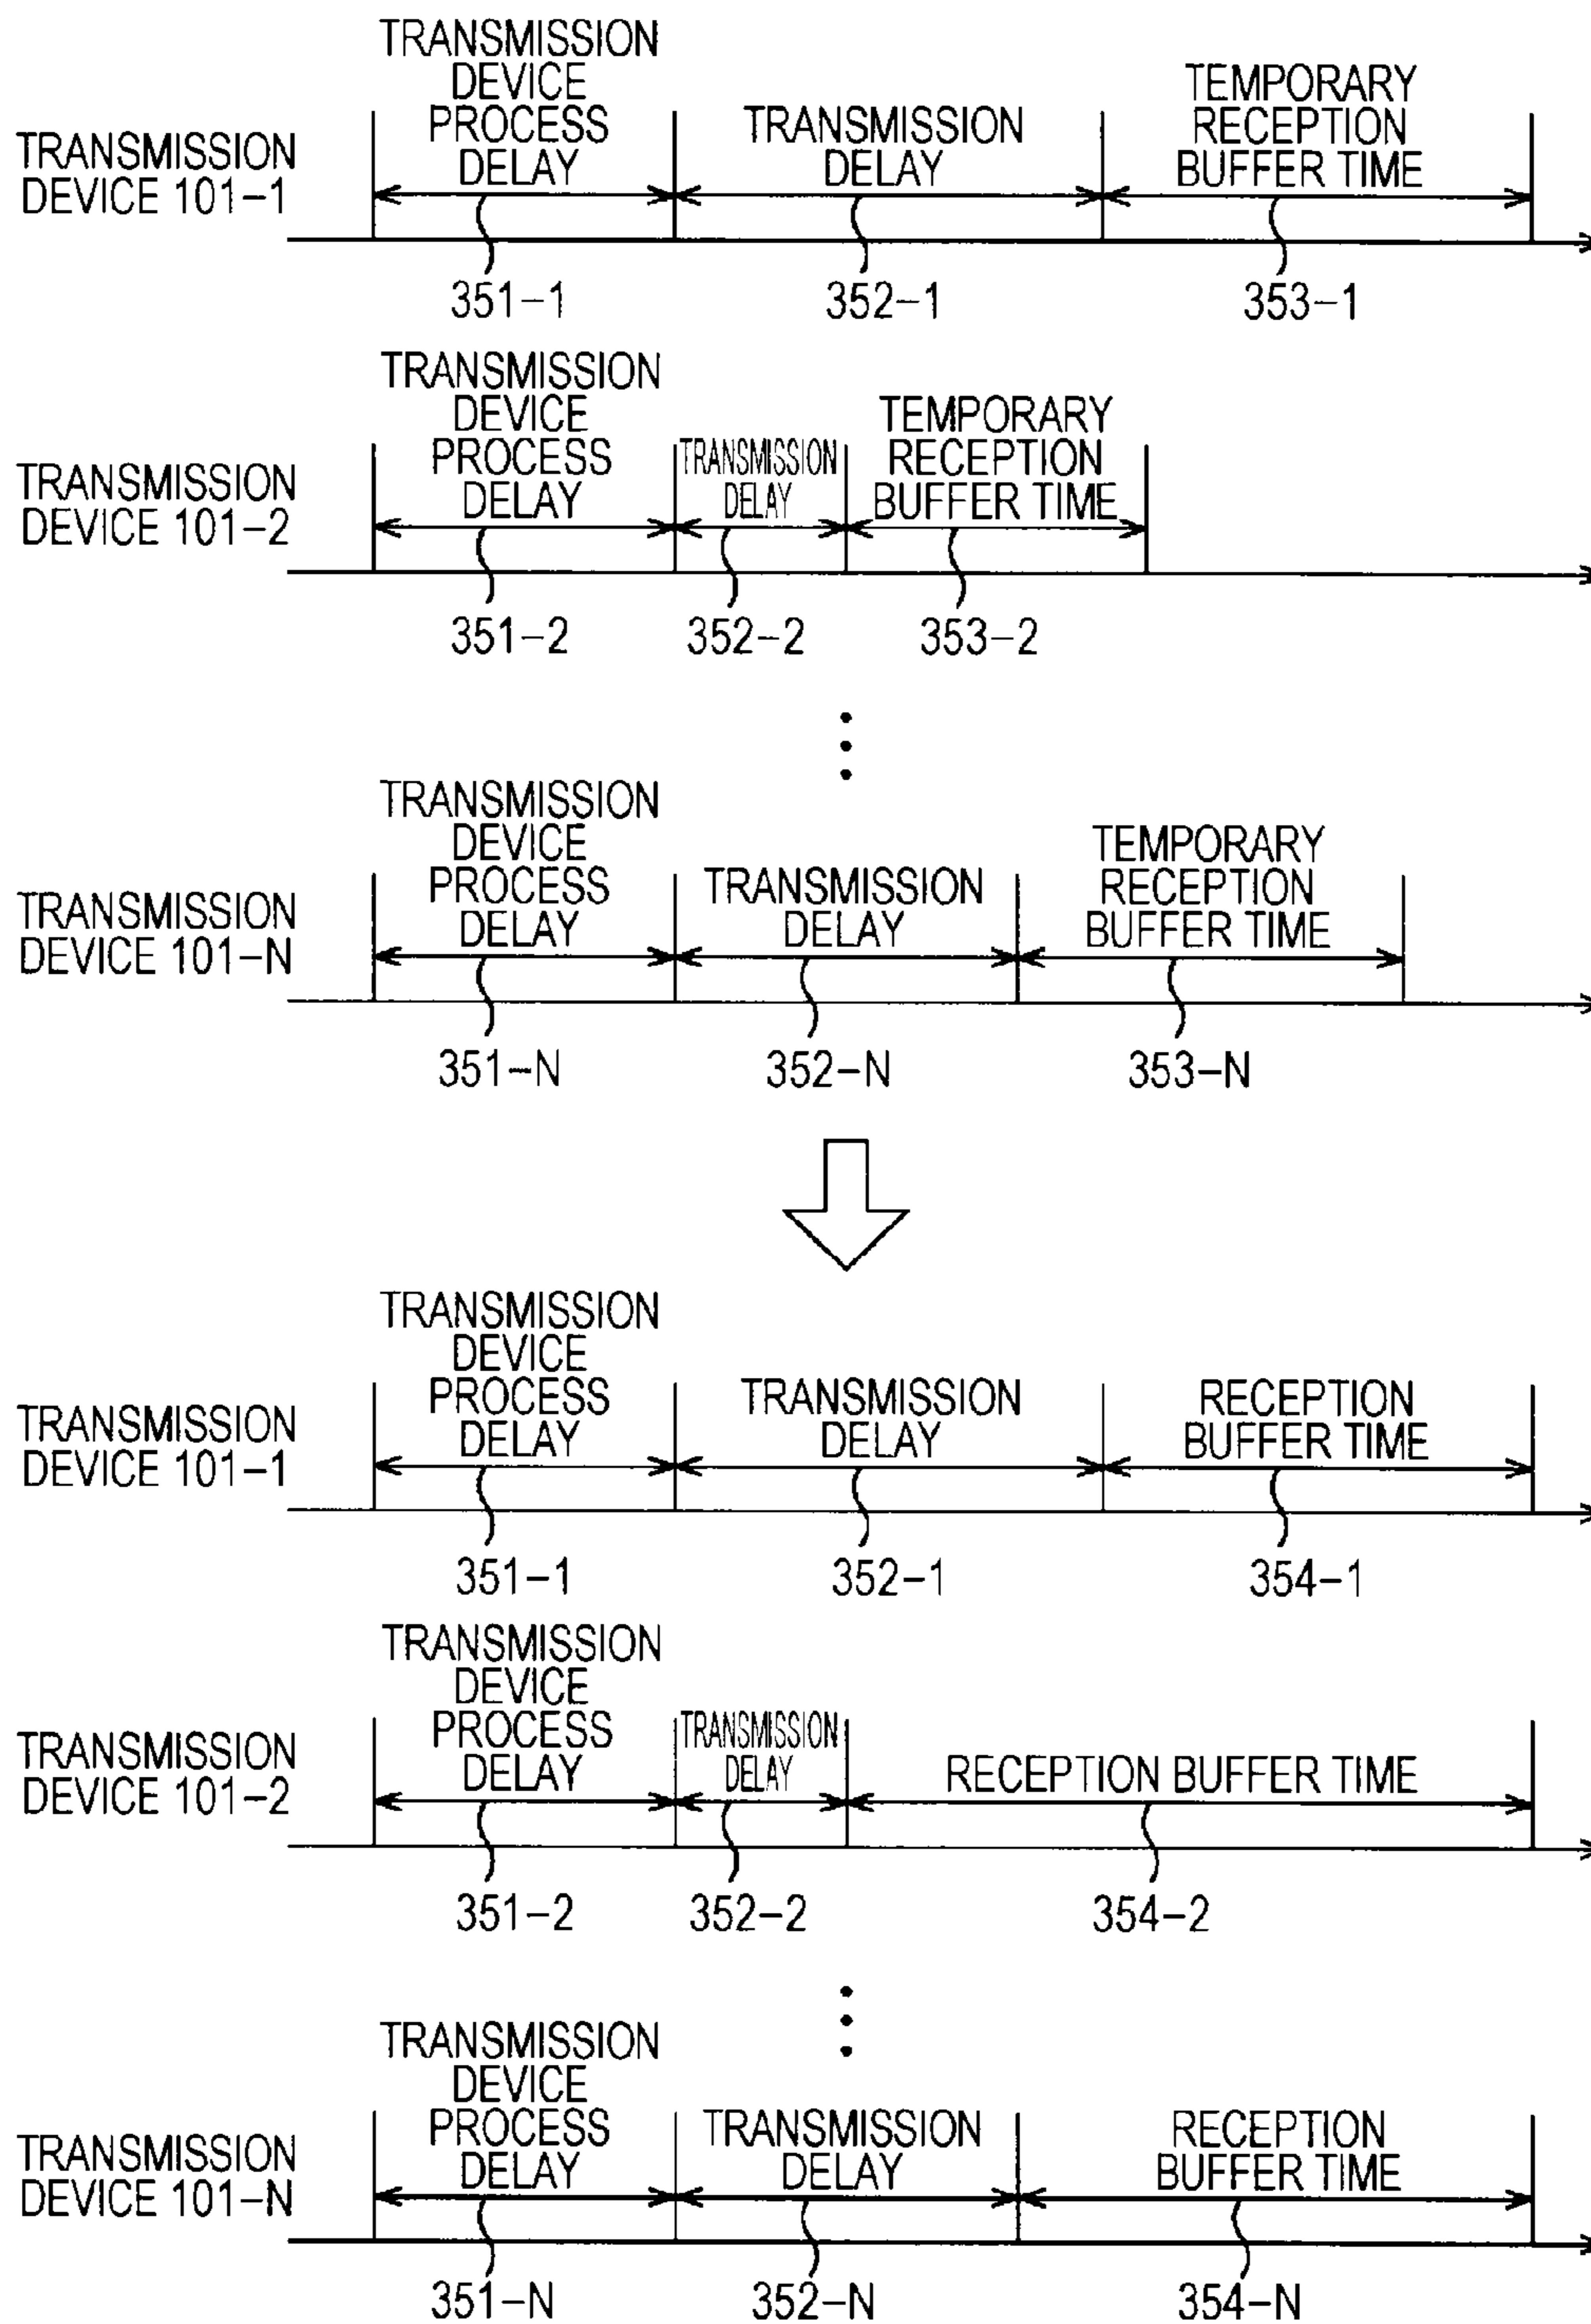 TRANSMISSION
DEVICE
PROCESS
DELAY
TRANSMISSION
DELAY
TEMPORARY
RECEPTION
BUFFER TIME
TRANSMISSION
DEVICE 101-1
351-1
352-1
353-1
TRANSMISSION
DEVICE
PROCESS
DELAY
TRANSMISSION
DELAY
TEMPORARY
RECEPTION
BUFFER TIME
TRANSMISSION
DEVICE 101-2
351-2
352-2
353-2
TRANSMISSION
DEVICE
PROCESS
DELAY
TRANSMISSION
DELAY
TEMPORARY
RECEPTION
BUFFER TIME
TRANSMISSION
DEVICE 101-N
351-N
352-N
353-N
TRANSMISSION
DEVICE
PROCESS
DELAY
TRANSMISSION
DELAY
RECEPTION
BUFFER TIME
TRANSMISSION
DEVICE 101-1
351-1
352-1
354-1
TRANSMISSION
DEVICE
PROCESS
DELAY
TRANSMISSION
DELAY
RECEPTION BUFFER TIME
TRANSMISSION
DEVICE 101-2
351-2
352-2
354-2
TRANSMISSION
DEVICE
PROCESS
DELAY
TRANSMISSION
DELAY
RECEPTION
BUFFER TIME
TRANSMISSION
DEVICE 101-N
351-N
352-N
354-N